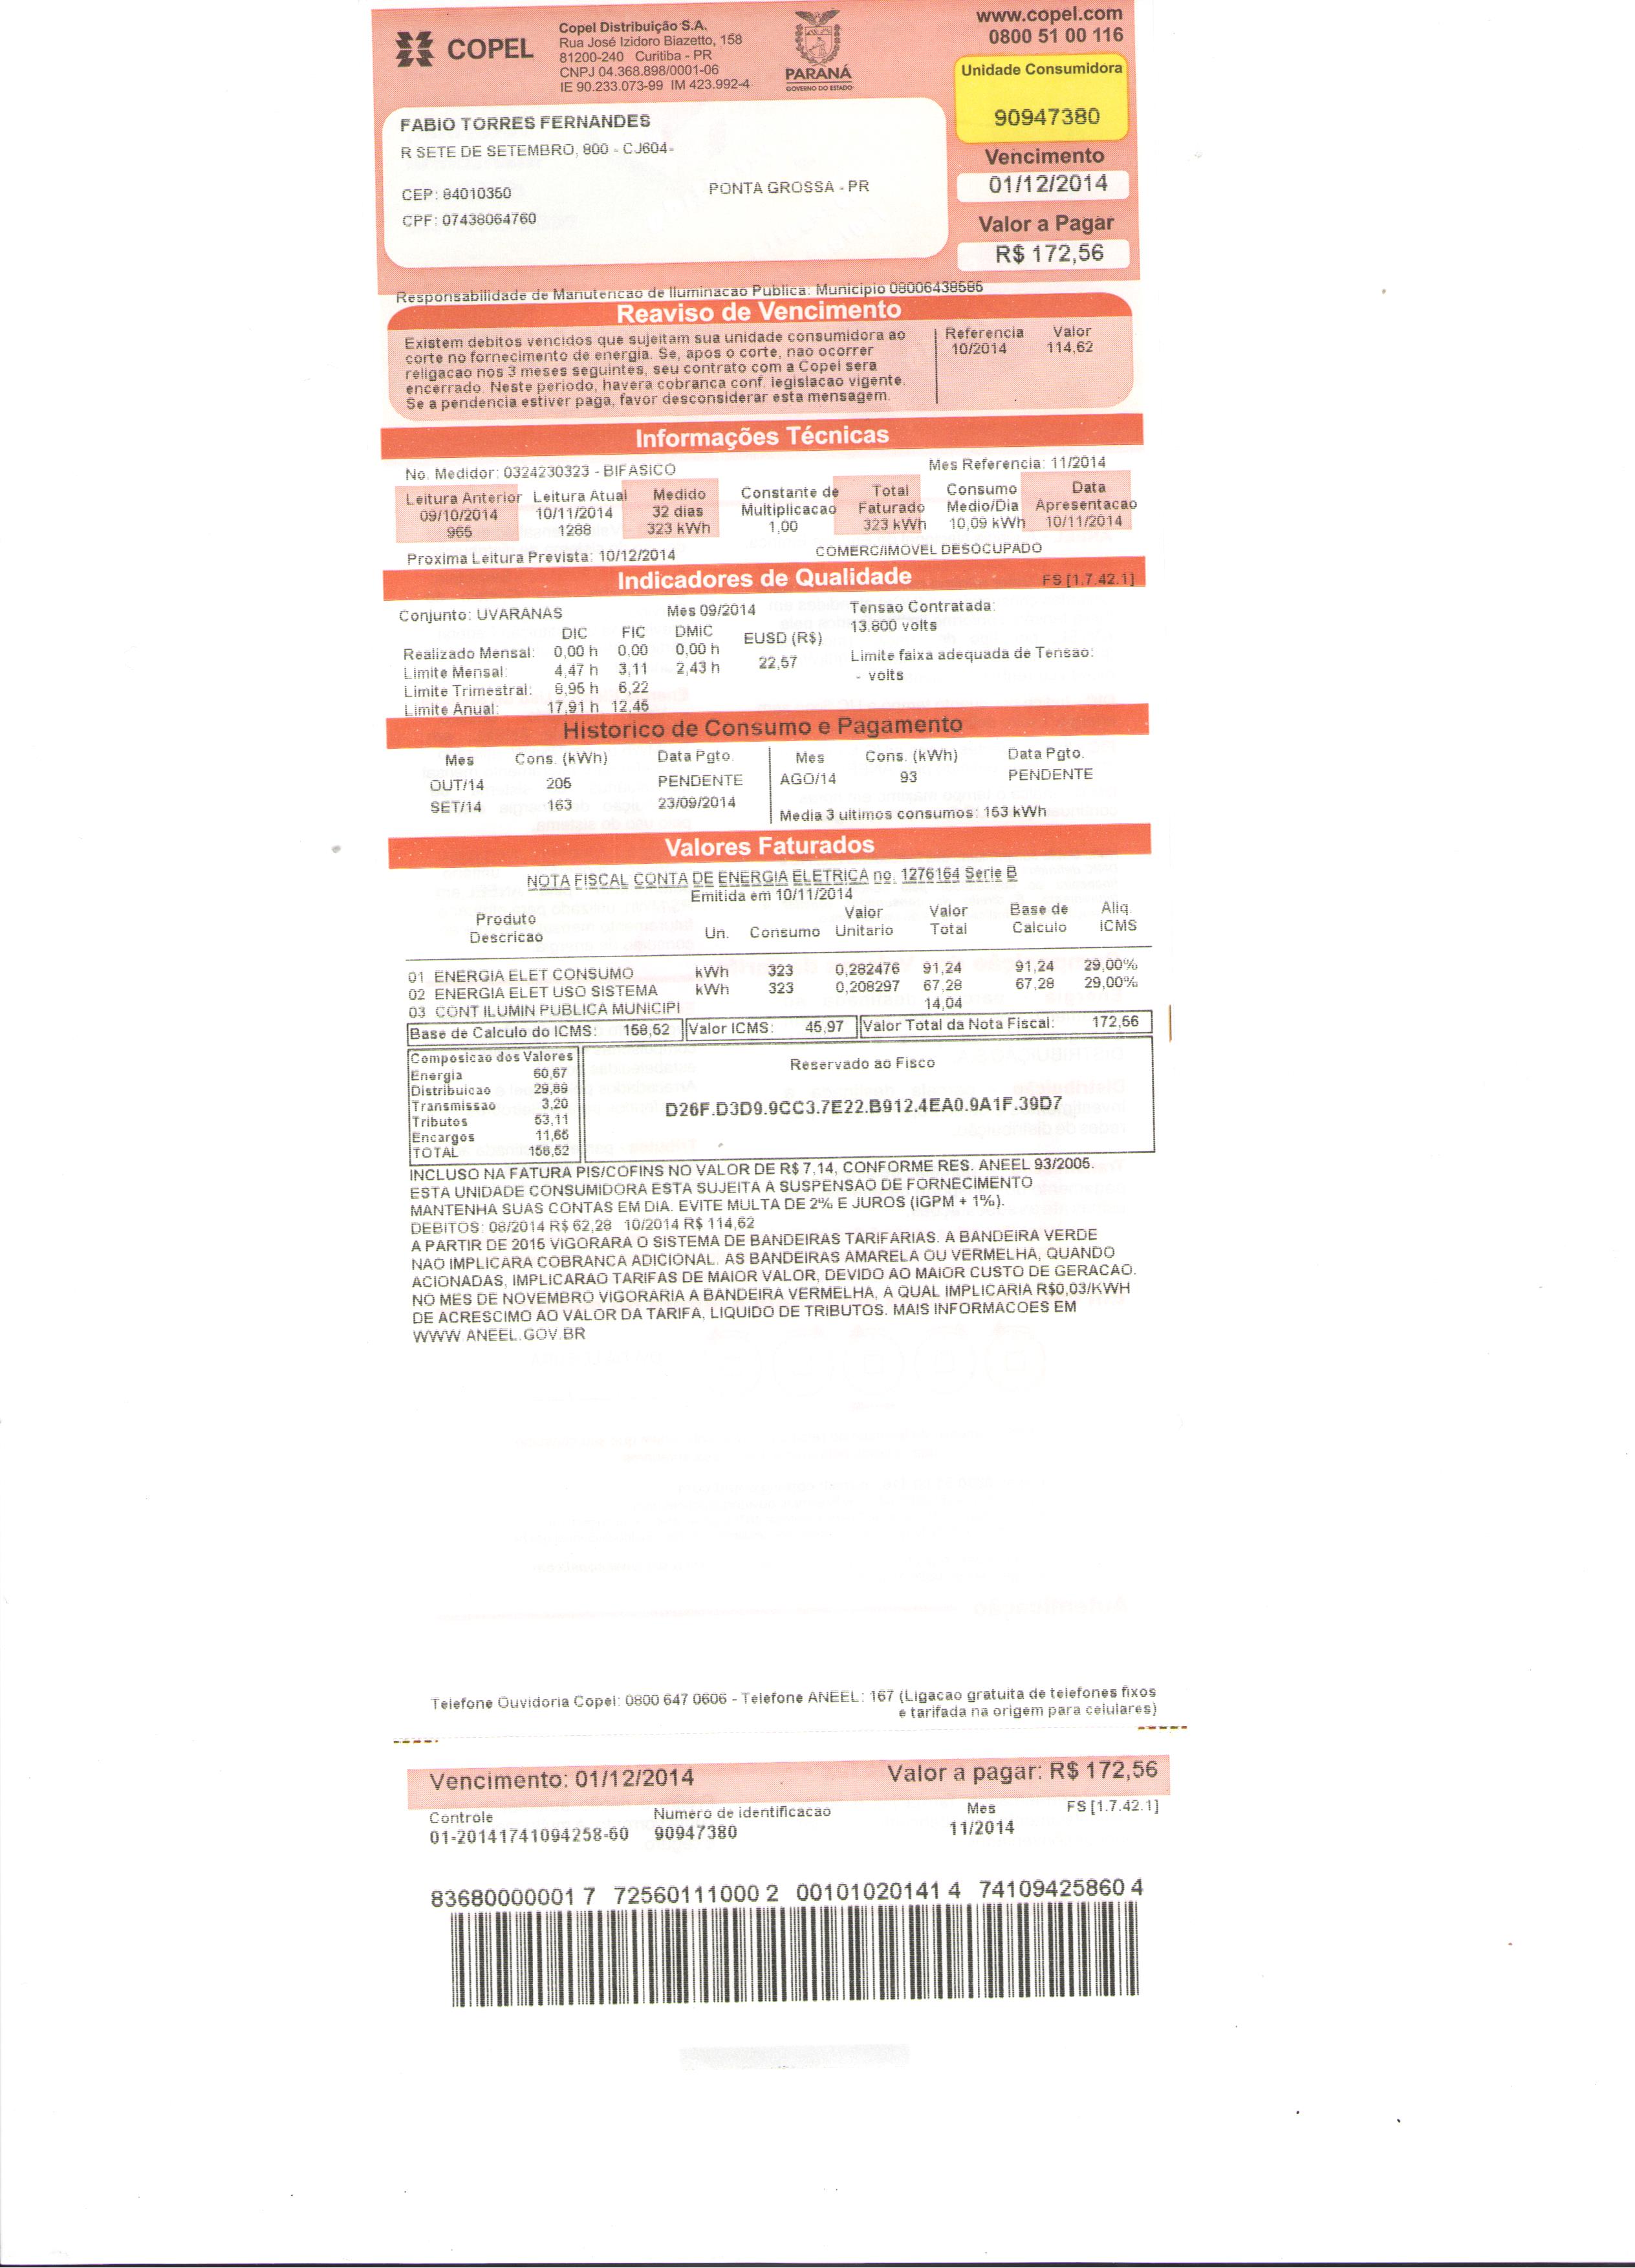 COPEL
Copel Distribuição S.A.
Rua José Izidoro Biazetto, 158
81200-240 Curitiba - PR
CNPJ 04.368.898/0001-06
IE 90.233.073-99 IM 423.992-4
PARANÁ
GOVERNO DO ESTADO
www.copel.com
0800 51 00 116
Unidade Consumidora
90947380
FABIO TORRES FERNANDES
R SETE DE SETEMBRO, 800 - CJ604-
CEP: 84010350 PONTA GROSSA - PR
CPF: 07438064760
Vencimento
01/12/2014
Valor a Pagar
R$ 172,56
Responsabilidade de Manutencao de Iluminacao Publica: Municipio 08006438585
Reaviso de Vencimento
Existem debitos vencidos que sujeitam sua unidade consumidora ao
corte no fornecimento de energia. Se, apos o corte, nao ocorrer
religacao nos 3 meses seguintes, seu contrato com a Copel sera
encerrado. Neste periodo, havera cobranca conf. legislacao vigente.
Se a pendencia estiver paga, favor desconsiderar esta mensagem.
Referencia Valor
10/2014 114,62
Informações Técnicas
No. Medidor: 0324230323 - BIFASICO Mes Referencia: 11/2014
Leitura Anterior Leitura Atual Medido Constante de Total Consumo Data
09/10/2014 10/11/2014 32 dias Multiplicacao Faturado Medio/Dia Apresentacao
965 1288 323 kWh 1,00 323 kWh 10,09 kWh 10/11/2014
Proxima Leitura Prevista: 10/12/2014 COMERC/IMOVEL DESOCUPADO
Indicadores de Qualidade FS [1.7.42.1]
Conjunto: UVARANAS Mes 09/2014 Tensao Contratada:
DIC FIC DMIC EUSD (R$) 13.800 volts
Realizado Mensal: 0,00 h 0,00 0,00 h
Limite Mensal: 4,47 h 3,11 2,43 h 22,57 Limite faixa adequada de Tensao:
Limite Trimestral: 8,95 h 6,22 - volts
Limite Anual: 17,91 h 12,45
Historico de Consumo e Pagamento
Mes Cons. (kWh) Data Pgto. Mes Cons. (kWh) Data Pgto.
OUT/14 205 PENDENTE AGO/14 93 PENDENTE
SET/14 163 23/09/2014
Media 3 ultimos consumos: 153 kWh
Valores Faturados
NOTA FISCAL CONTA DE ENERGIA ELETRICA no. 1276164 Serie B
Emitida em 10/11/2014
Produto Valor Valor Base de Aliq.
Descricao Un. Consumo Unitario Total Calculo ICMS
01 ENERGIA ELET CONSUMO kWh 323 0,282476 91,24 91,24 29,00%
02 ENERGIA ELET USO SISTEMA kWh 323 0,208297 67,28 67,28 29,00%
03 CONT ILUMIN PUBLICA MUNICIPI 14,04
Base de Calculo do ICMS: 158,52 Valor ICMS: 45,97 Valor Total da Nota Fiscal: 172,56
Composicao dos Valores
Energia 60,67
Distribuicao 29,89
Transmissao 3,20
Tributos 53,11
Encargos 11,65
TOTAL 158,52
Reservado ao Fisco
D26F.D3D9.9CC3.7E22.B912.4EA0.9A1F.39D7
INCLUSO NA FATURA PIS/COFINS NO VALOR DE R$ 7,14, CONFORME RES. ANEEL 93/2005.
ESTA UNIDADE CONSUMIDORA ESTA SUJEITA A SUSPENSAO DE FORNECIMENTO
MANTENHA SUAS CONTAS EM DIA. EVITE MULTA DE 2% E JUROS (IGPM + 1%).
DEBITOS: 08/2014 R$ 62,28 10/2014 R$ 114,62
A PARTIR DE 2015 VIGORARA O SISTEMA DE BANDEIRAS TARIFARIAS. A BANDEIRA VERDE
NAO IMPLICARA COBRANCA ADICIONAL. AS BANDEIRAS AMARELA OU VERMELHA, QUANDO
ACIONADAS, IMPLICARAO TARIFAS DE MAIOR VALOR, DEVIDO AO MAIOR CUSTO DE GERACAO.
NO MES DE NOVEMBRO VIGORARIA A BANDEIRA VERMELHA, A QUAL IMPLICARIA R$0,03/KWH
DE ACRESCIMO AO VALOR DA TARIFA, LIQUIDO DE TRIBUTOS. MAIS INFORMACOES EM
WWW.ANEEL.GOV.BR
Telefone Ouvidoria Copel: 0800 647 0606 - Telefone ANEEL: 167 (Ligacao gratuita de telefones fixos
e tarifada na origem para celulares)
Vencimento: 01/12/2014 Valor a pagar: R$ 172,56
Controle Numero de identificacao Mes FS [1.7.42.1]
01-20141741094258-60 90947380 11/2014
83680000001 7 72560111000 2 00101020141 4 74109425860 4